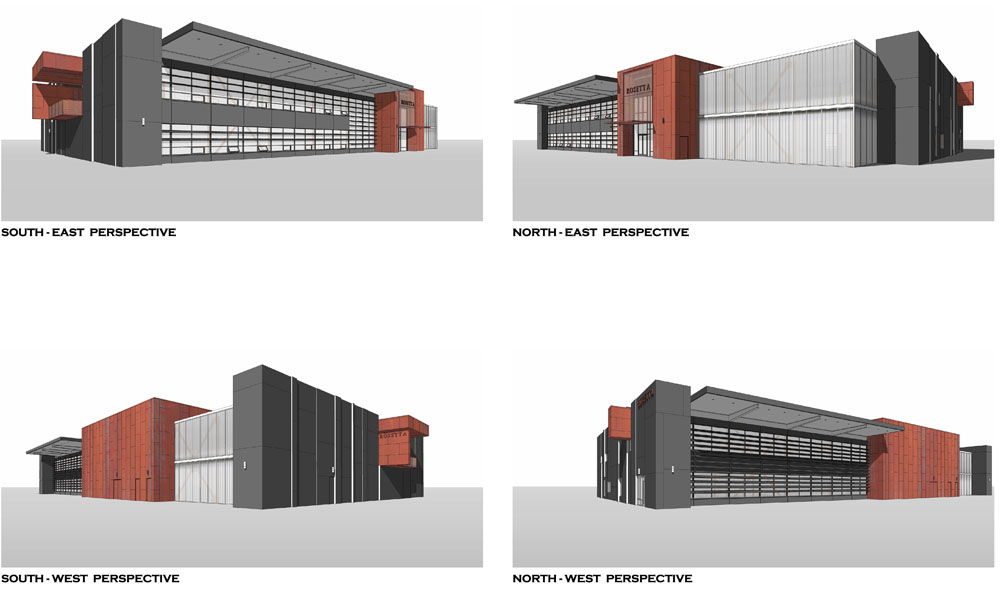 ROSETTA
ROSETTA
SOUTH - EAST PERSPECTIVE
NORTH - EAST PERSPECTIVE
ROSETTA
SOUTH - WEST PERSPECTIVE
NORTH - WEST PERSPECTIVE